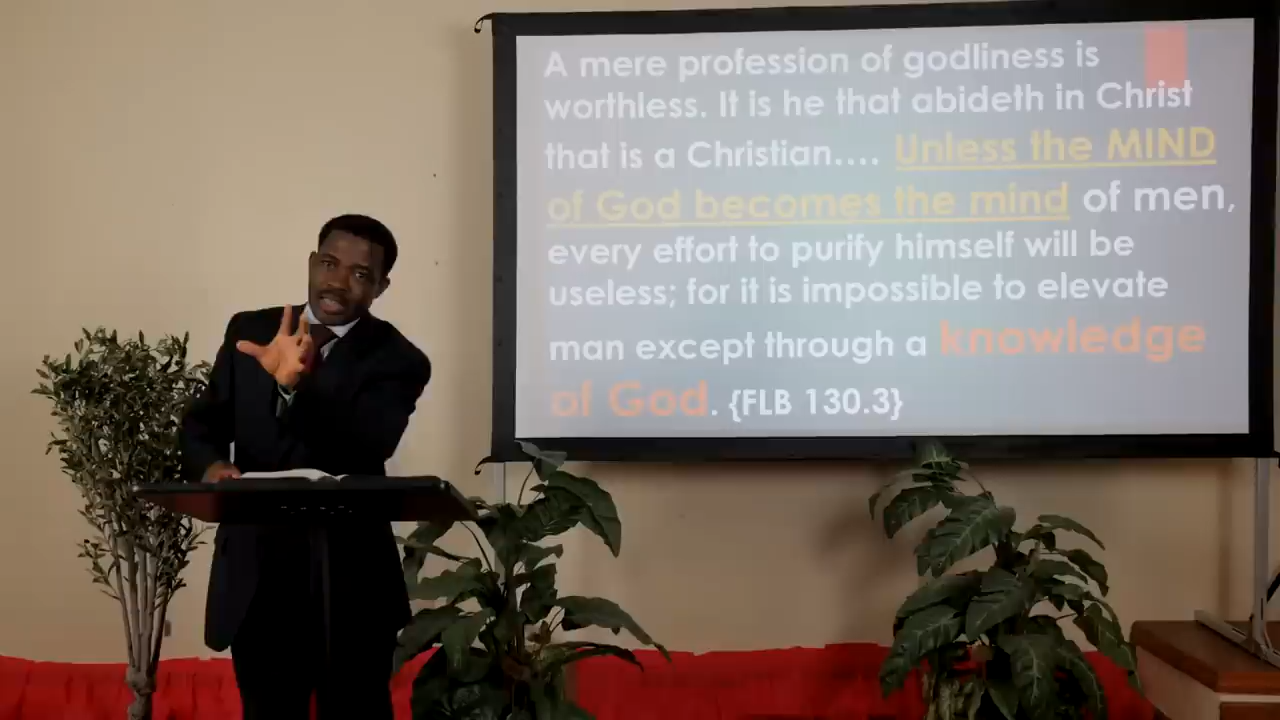 A mere profession of godliness is
worthless. It is he that abideth in Christ
that is a Christian.... Unless the MIND
of God becomes the mind of men,
every effort to purify himself will be
useless; for it is impossible to elevate
man except through a knowledge
of God. {FLB 130.3}